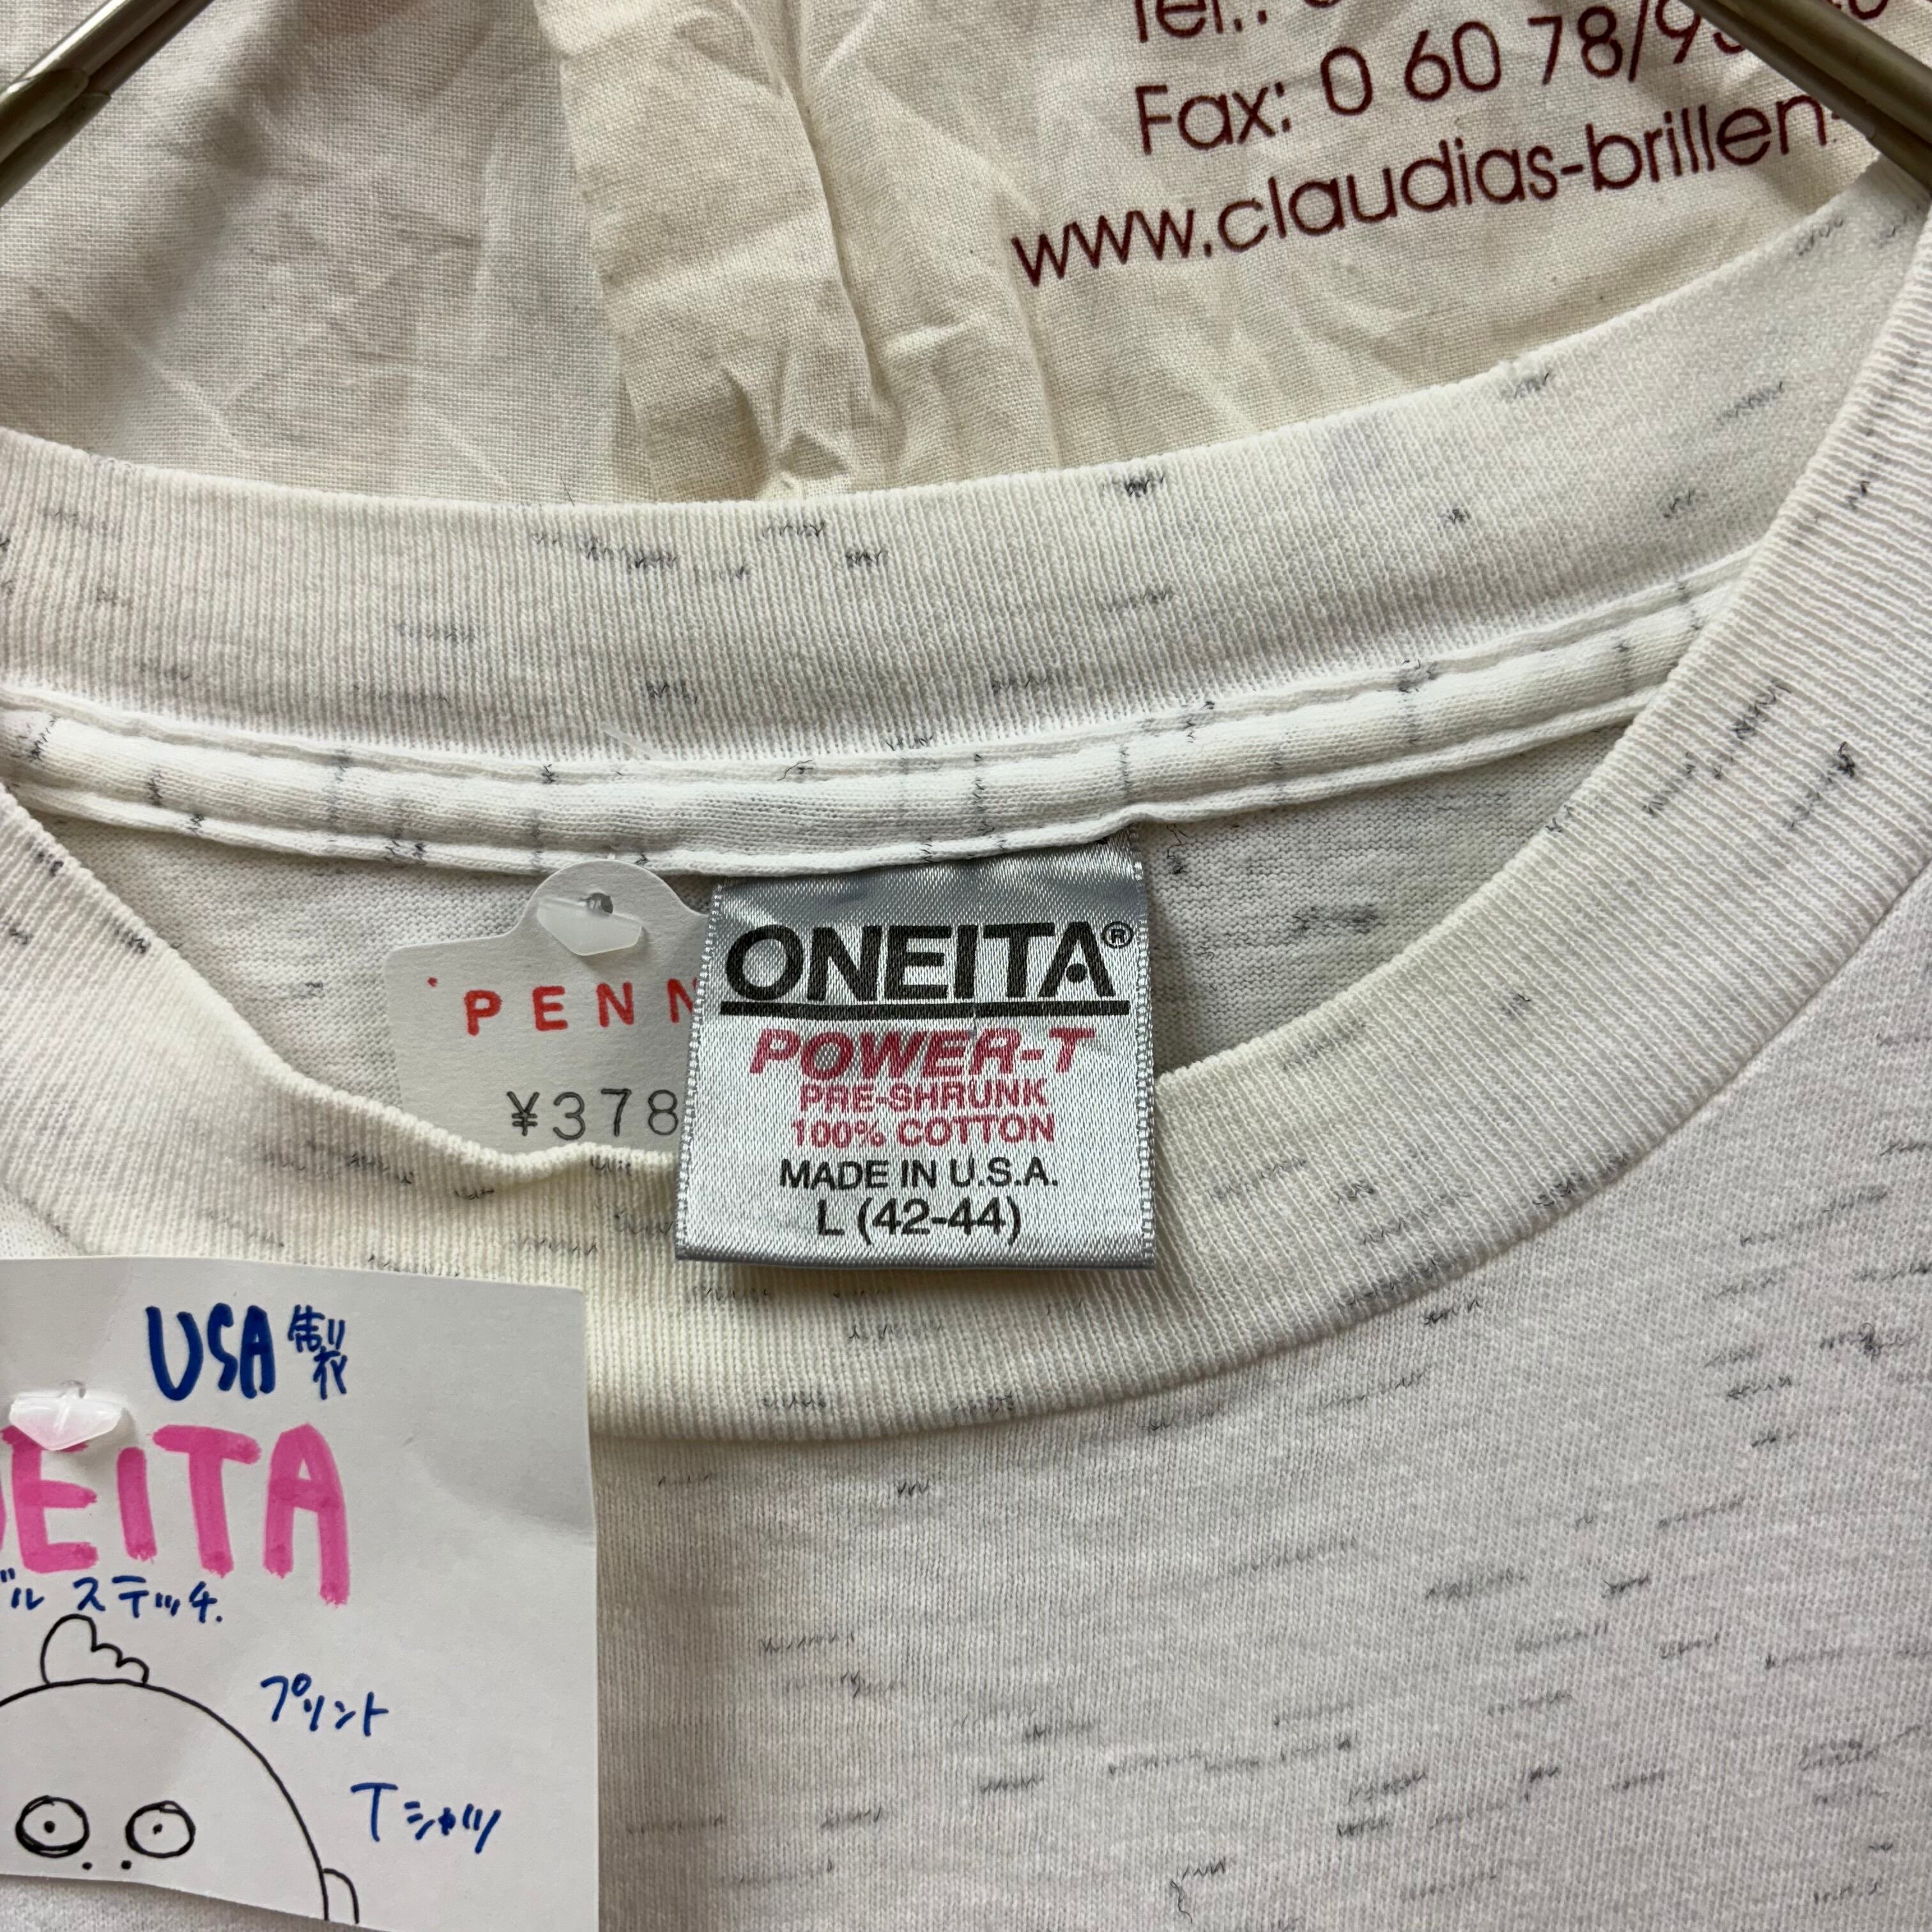 Fax: 0 60 78/9
www.claudias-brillen-
PENN
¥378
ONEITA®
POWER-T
PRE-SHRUNK
100% COTTON
MADE IN U.S.A.
L (42-44)
USA製
EITA
ブル ステッチ.
プリント
Tシャツ